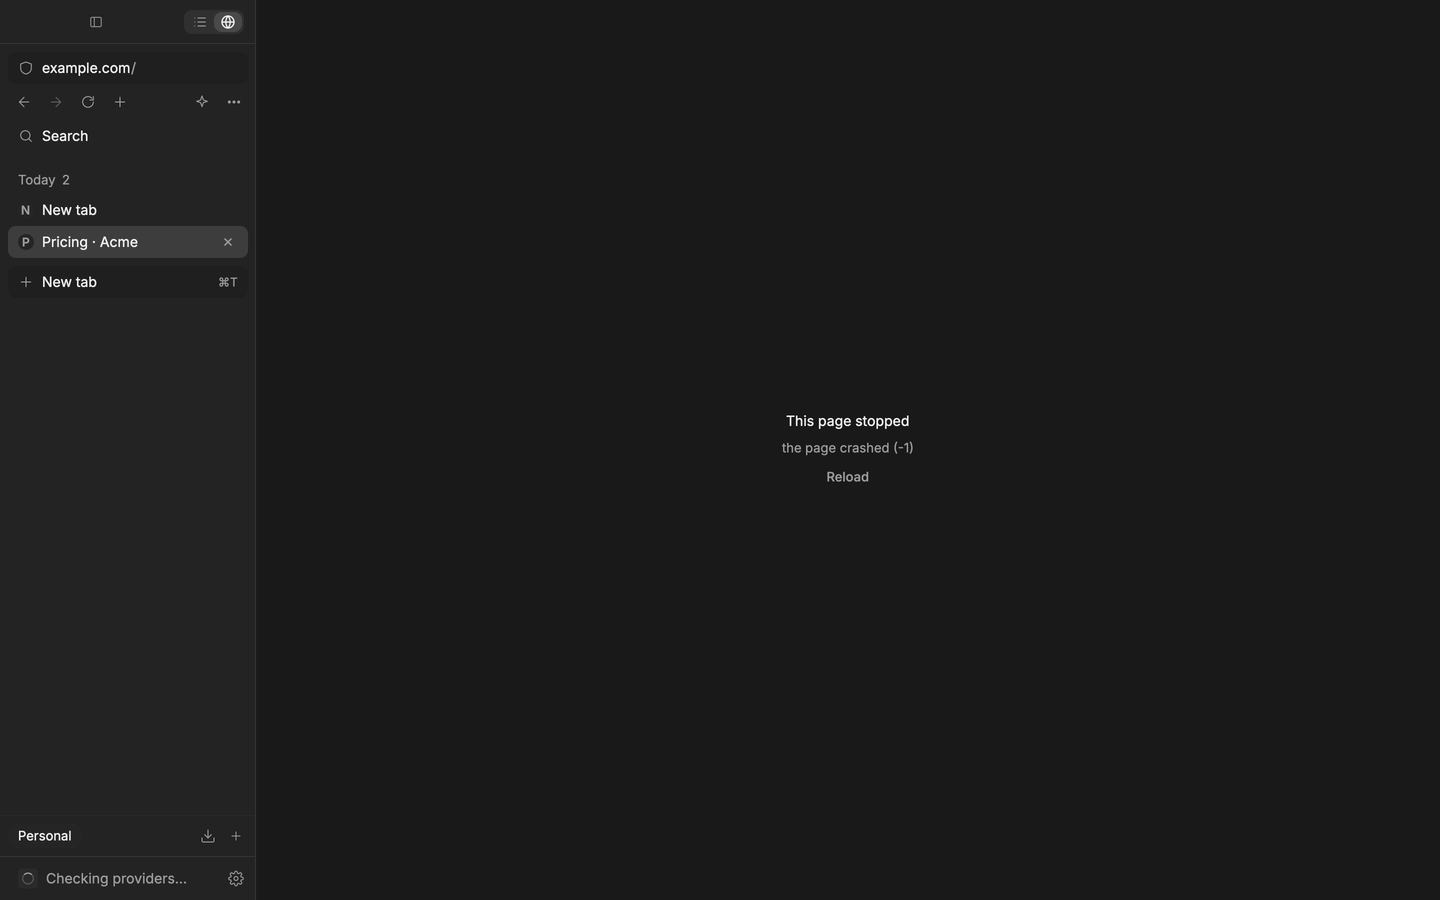 example.com/
Search
Today 2
N New tab
P Pricing · Acme
New tab ⌘T
This page stopped
the page crashed (-1)
Reload
Personal
Checking providers...